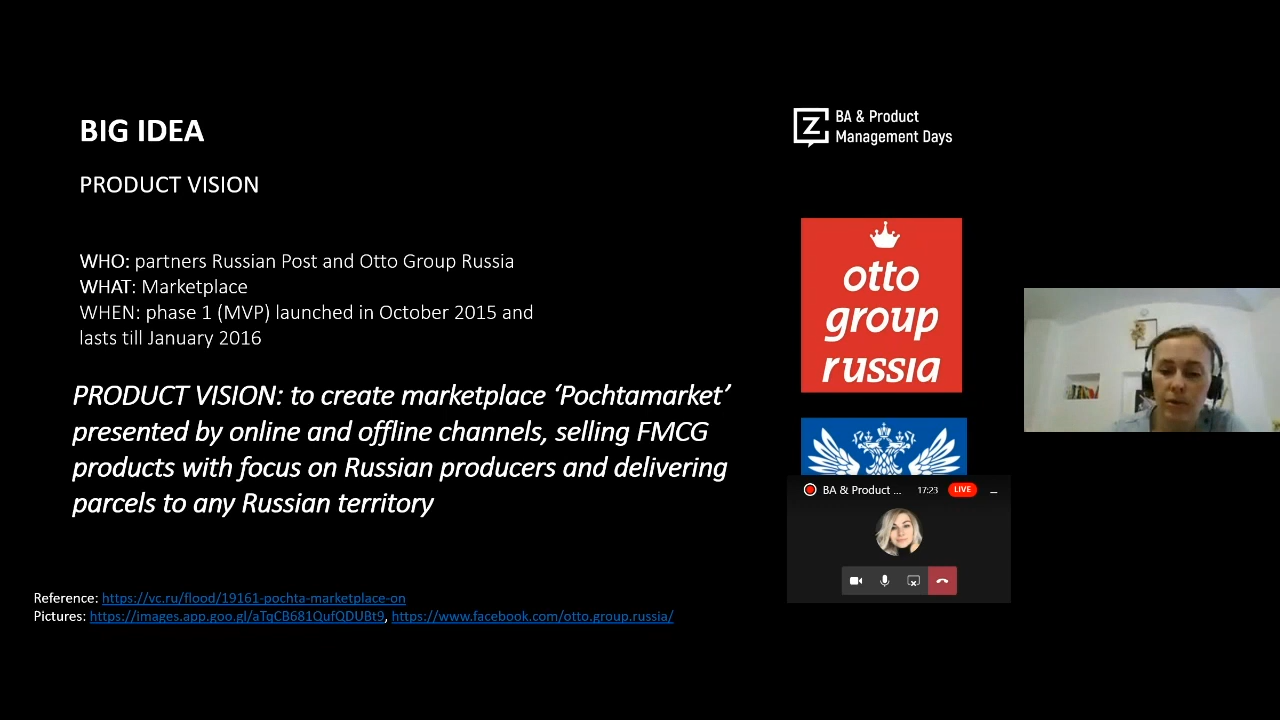 BIG IDEA
PRODUCT VISION
WHO: partners Russian Post and Otto Group Russia
WHAT: Marketplace
WHEN: phase 1 (MVP) launched in October 2015 and
lasts till January 2016
PRODUCT VISION: to create marketplace ‘Pochtamarket’
presented by online and offline channels, selling FMCG
products with focus on Russian producers and delivering
parcels to any Russian territory
Reference: https://vc.ru/flood/19161-pochta-marketplace-on
Pictures: https://images.app.goo.gl/aTqCB681QufQDUBt9, https://www.facebook.com/otto.group.russia/
Z
BA & Product
Management Days
otto
group
russia
BA & Product ... 17:23 LIVE